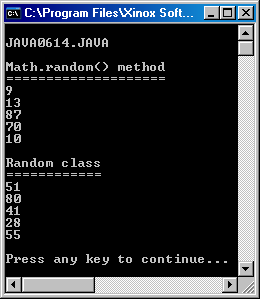 C:\Program Files\Xinox Soft...
JAVA0614.JAVA
Math.random() method
====================
9
13
87
70
10
Random class
============
51
80
41
28
55
Press any key to continue...